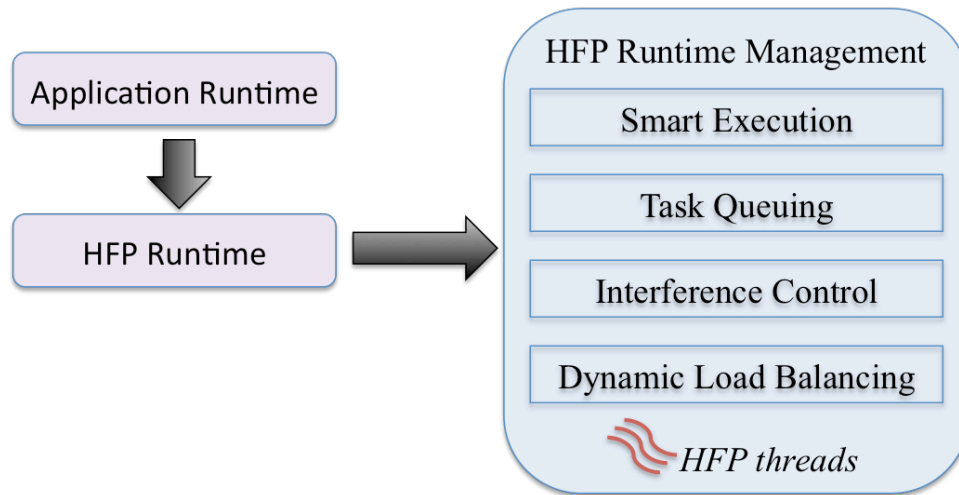 Application Runtime
HFP Runtime
HFP Runtime Management
Smart Execution
Task Queuing
Interference Control
Dynamic Load Balancing
HFP threads